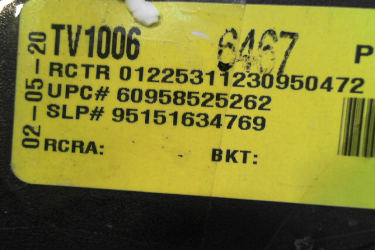 TV1006 6467 P
RCTR 01225311230950472
UPC# 60958525262
SLP# 95151634769
RCRA: BKT:
02-05-20